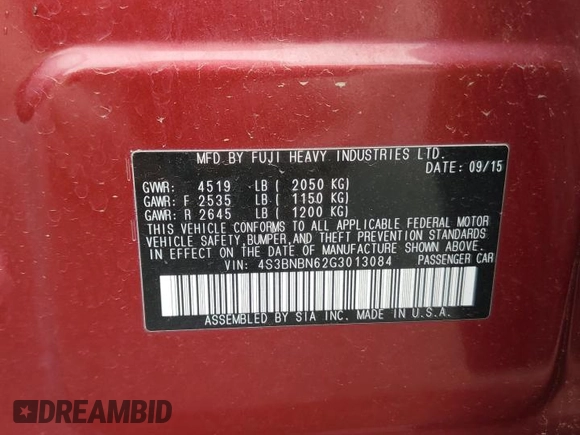 MFD BY FUJI HEAVY INDUSTRIES LTD.
DATE: 09/15
GVWR: 4519 LB ( 2050 KG)
GAWR: F 2535 LB ( 1150 KG)
GAWR: R 2645 LB ( 1200 KG)
THIS VEHICLE CONFORMS TO ALL APPLICABLE FEDERAL MOTOR
VEHICLE SAFETY,BUMPER,AND THEFT PREVENTION STANDARDS
IN EFFECT ON THE DATE OF MANUFACTURE SHOWN ABOVE.
VIN: 4S3BNBN62G3013084 PASSENGER CAR
ASSEMBLED BY SIA INC. MADE IN U.S.A.
DREAMBID